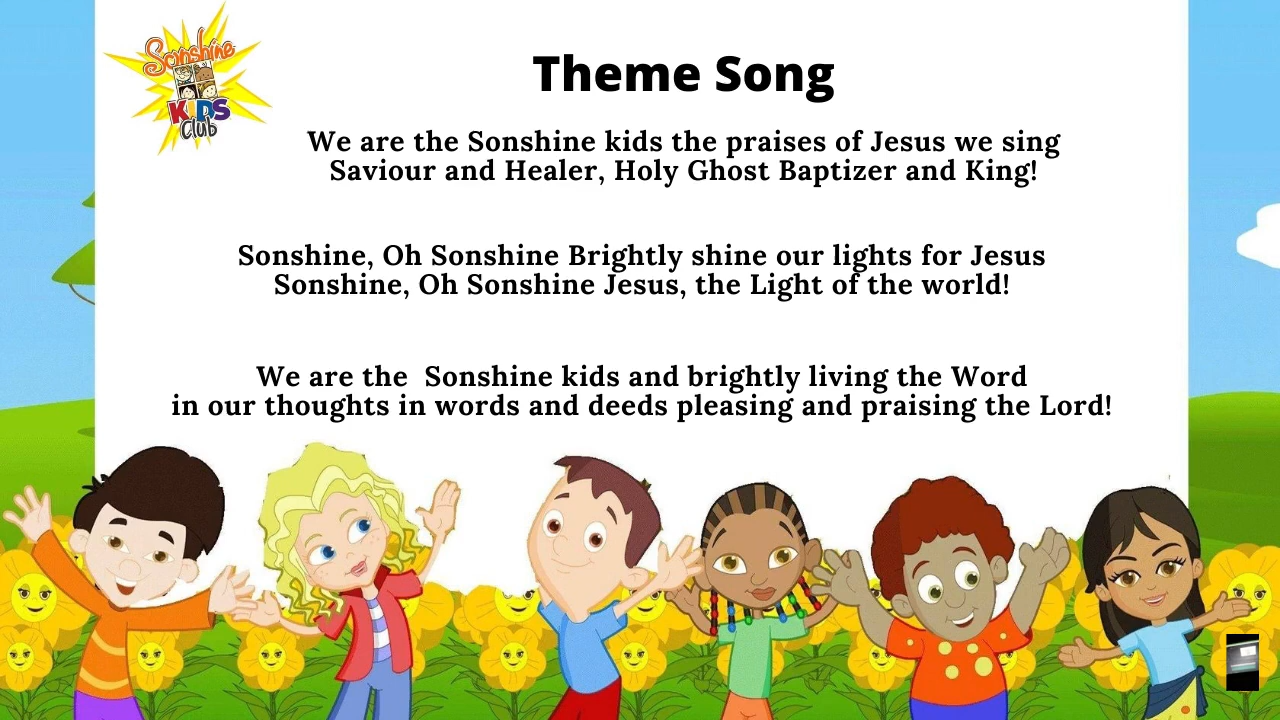 Sonshine
KIDS
Club
Theme Song
We are the Sonshine kids the praises of Jesus we sing
Saviour and Healer, Holy Ghost Baptizer and King!
Sonshine, Oh Sonshine Brightly shine our lights for Jesus
Sonshine, Oh Sonshine Jesus, the Light of the world!
We are the  Sonshine kids and brightly living the Word
in our thoughts in words and deeds pleasing and praising the Lord!